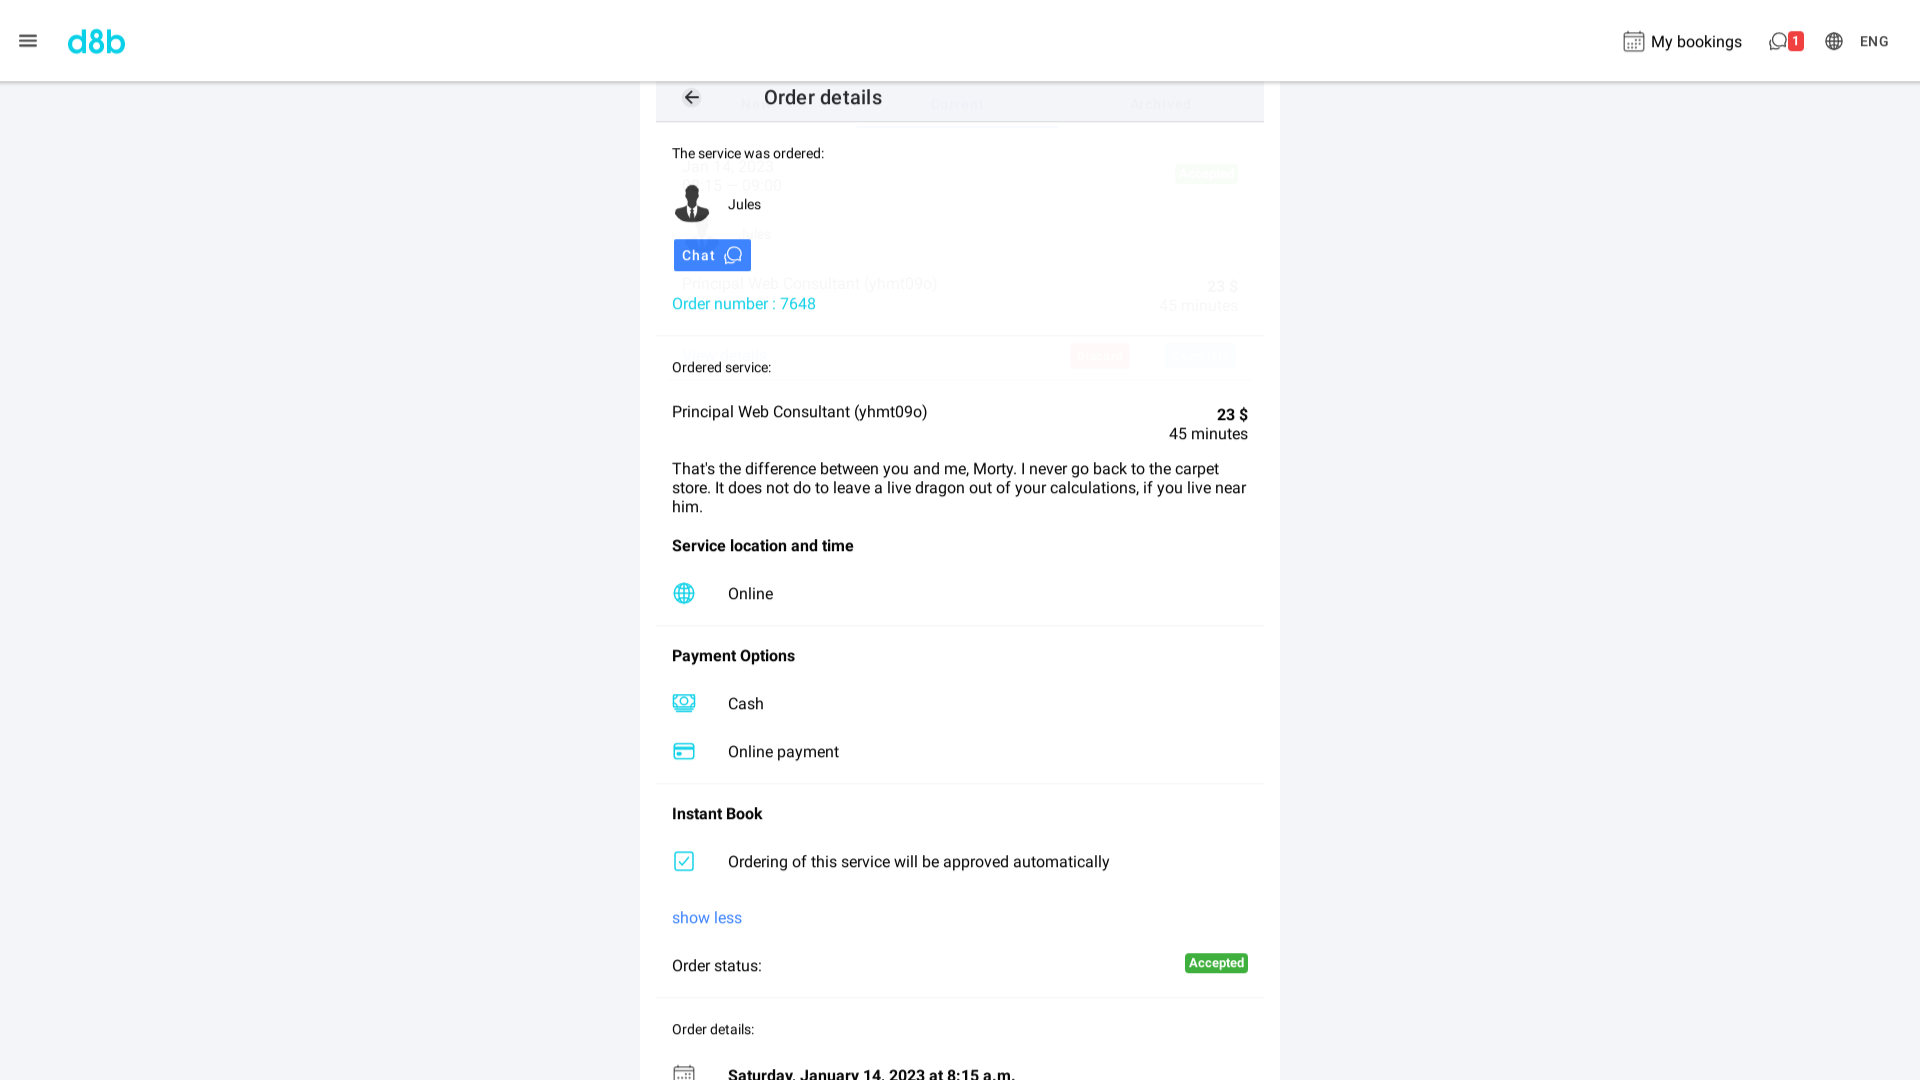 d8b
My bookings
1
ENG
Order details
The service was ordered:
Jules
Chat
Order number : 7648
Ordered service:
Principal Web Consultant (yhmt09o)
23 $
45 minutes
That's the difference between you and me, Morty. I never go back to the carpet
store. It does not do to leave a live dragon out of your calculations, if you live near
him.
Service location and time
Online
Payment Options
Cash
Online payment
Instant Book
Ordering of this service will be approved automatically
show less
Order status:
Accepted
Order details:
Saturday, January 14, 2023 at 8:15 a.m.